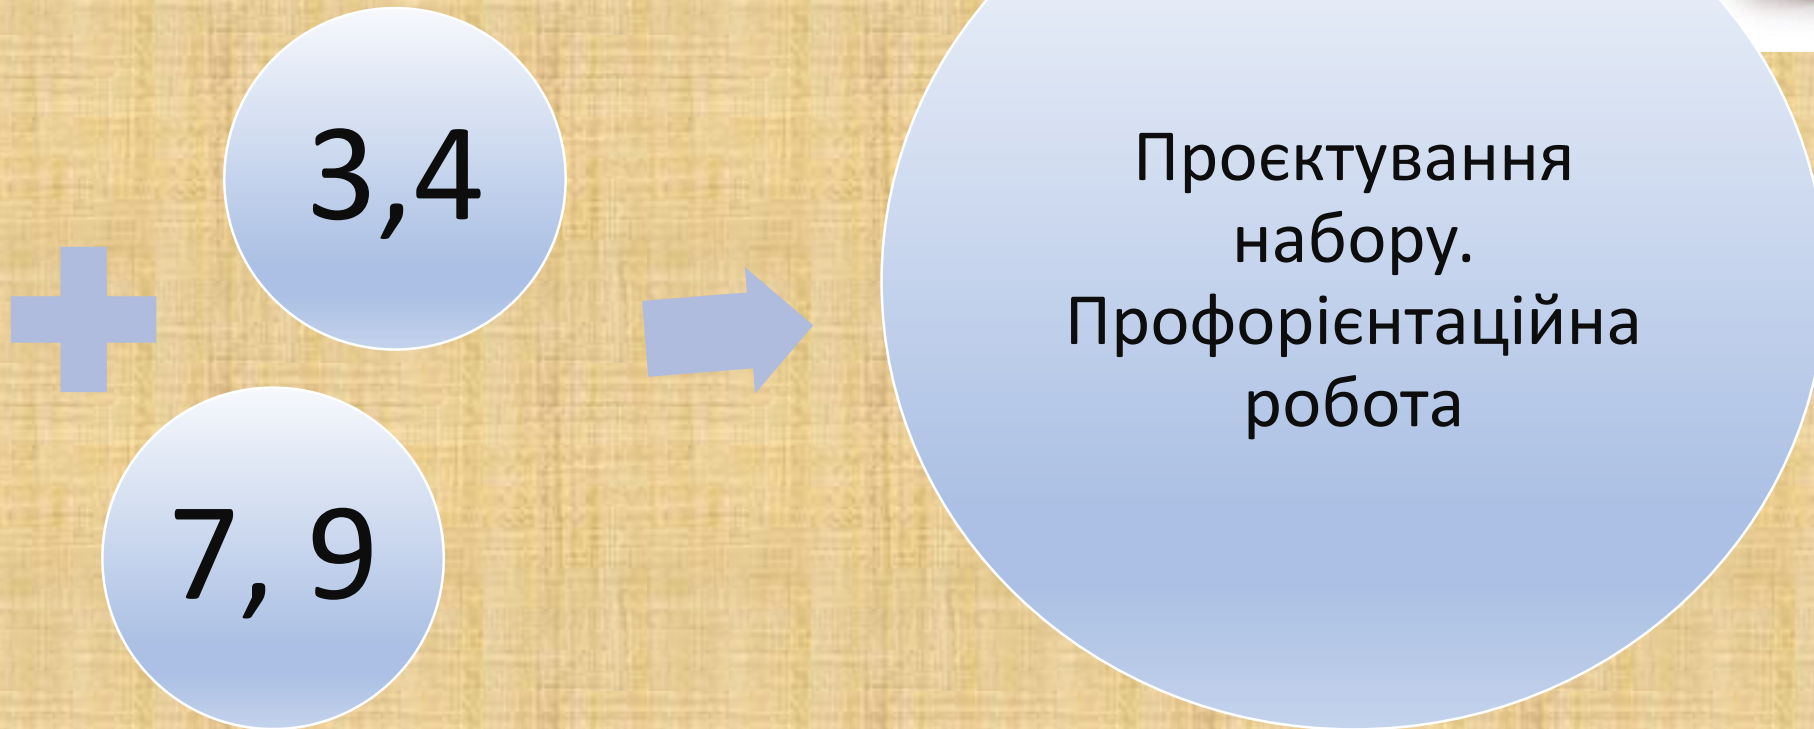 3,4
7, 9
Проєктування
набору.
Профорієнтаційна
робота